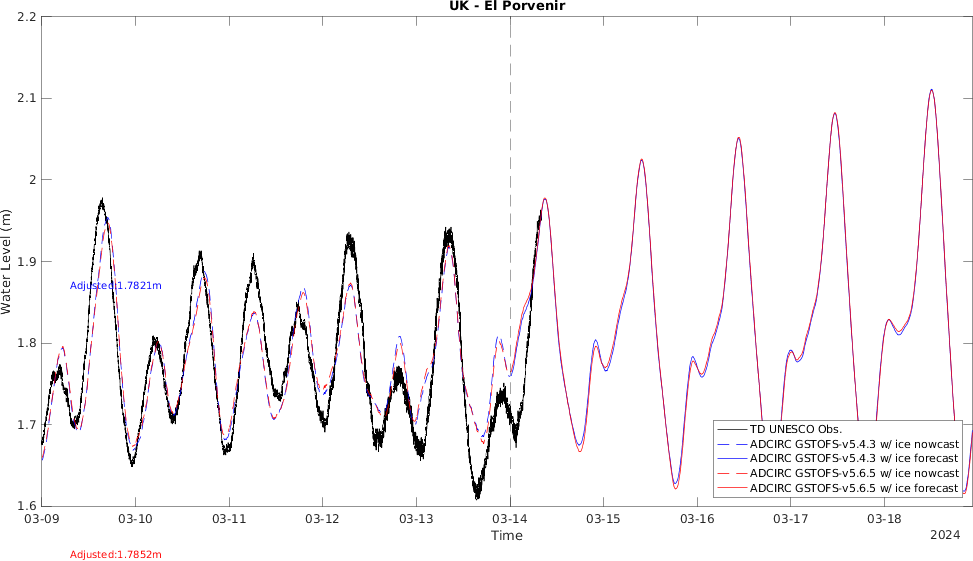 UK - El Porvenir
2.2
2.1
2
1.9
1.8
1.7
1.6
Water Level (m)
Adjusted:1.7821m
TD UNESCO Obs.
ADCIRC GSTOFS-v5.4.3 w/ ice nowcast
ADCIRC GSTOFS-v5.4.3 w/ ice forecast
ADCIRC GSTOFS-v5.6.5 w/ ice nowcast
ADCIRC GSTOFS-v5.6.5 w/ ice forecast
03-09 03-10 03-11 03-12 03-13 03-14 03-15 03-16 03-17 03-18
Time
2024
Adjusted:1.7852m